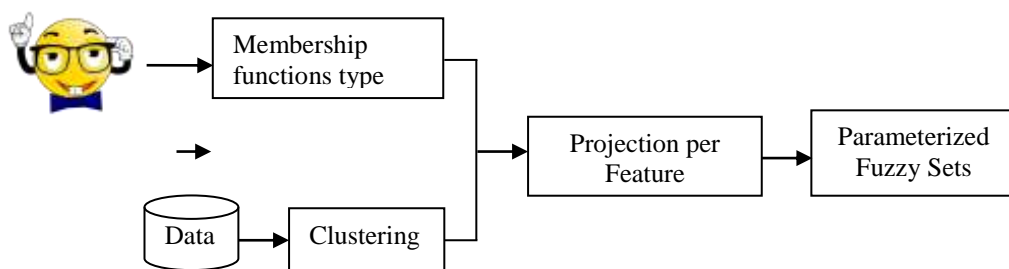 Membership
functions type
Projection per
Feature
Parameterized
Fuzzy Sets
Data
Clustering